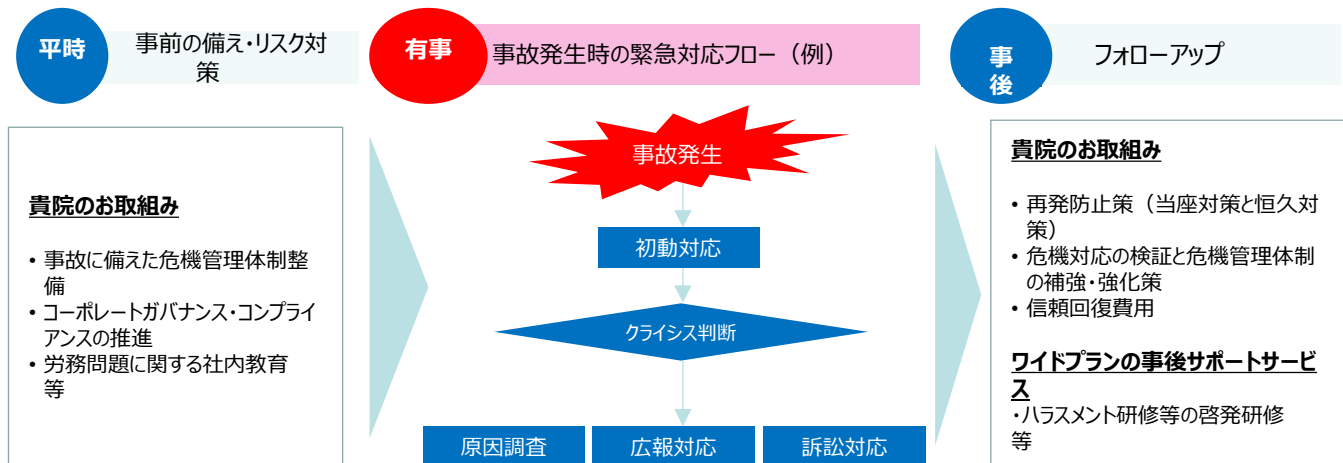 平時
事前の備え・リスク対
策
有事
事故発生時の緊急対応フロー（例）
事
後
フォローアップ
貴院のお取組み
• 事故に備えた危機管理体制整
備
• コーポレートガバナンス・コンプライ
アンスの推進
• 労務問題に関する社内教育
等
事故発生
初動対応
クライシス判断
原因調査
広報対応
訴訟対応
貴院のお取組み
• 再発防止策（当座対策と恒久対
策）
• 危機対応の検証と危機管理体制
の補強・強化策
• 信頼回復費用
ワイドプランの事後サポートサービ
ス
・ハラスメント研修等の啓発研修
等